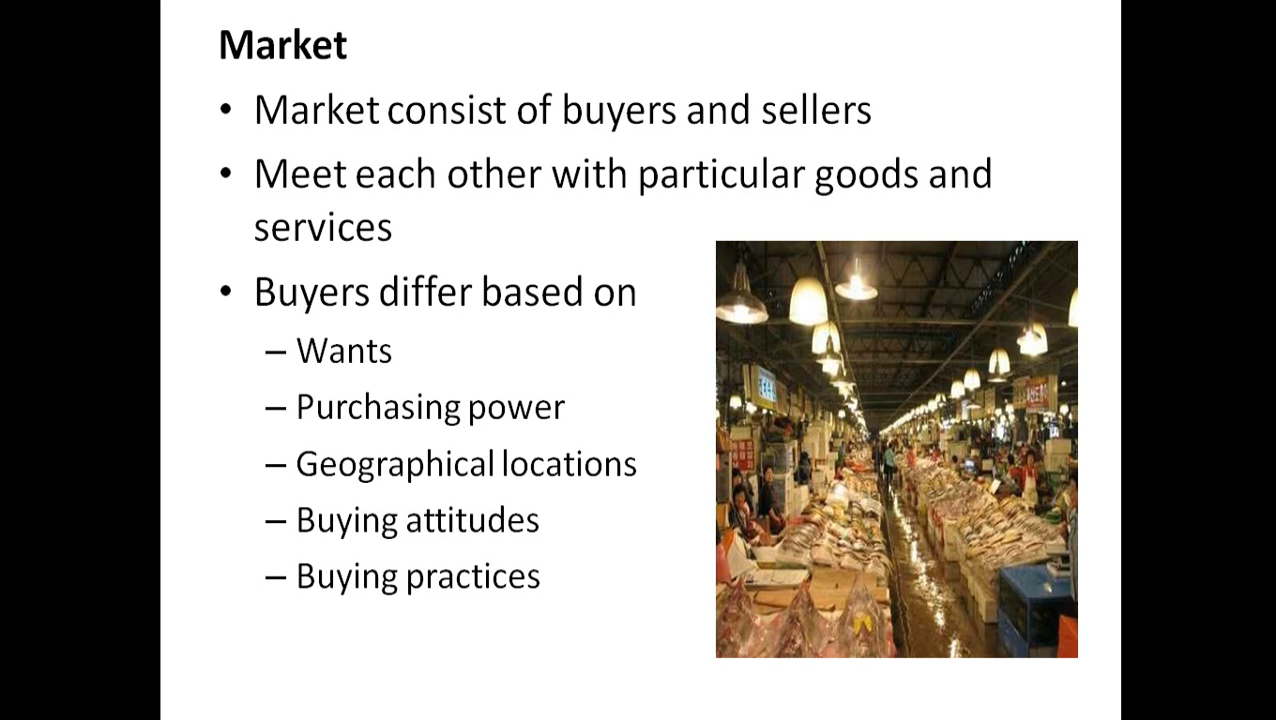 Market
• Market consist of buyers and sellers
• Meet each other with particular goods and
services
• Buyers differ based on
– Wants
– Purchasing power
– Geographical locations
– Buying attitudes
– Buying practices